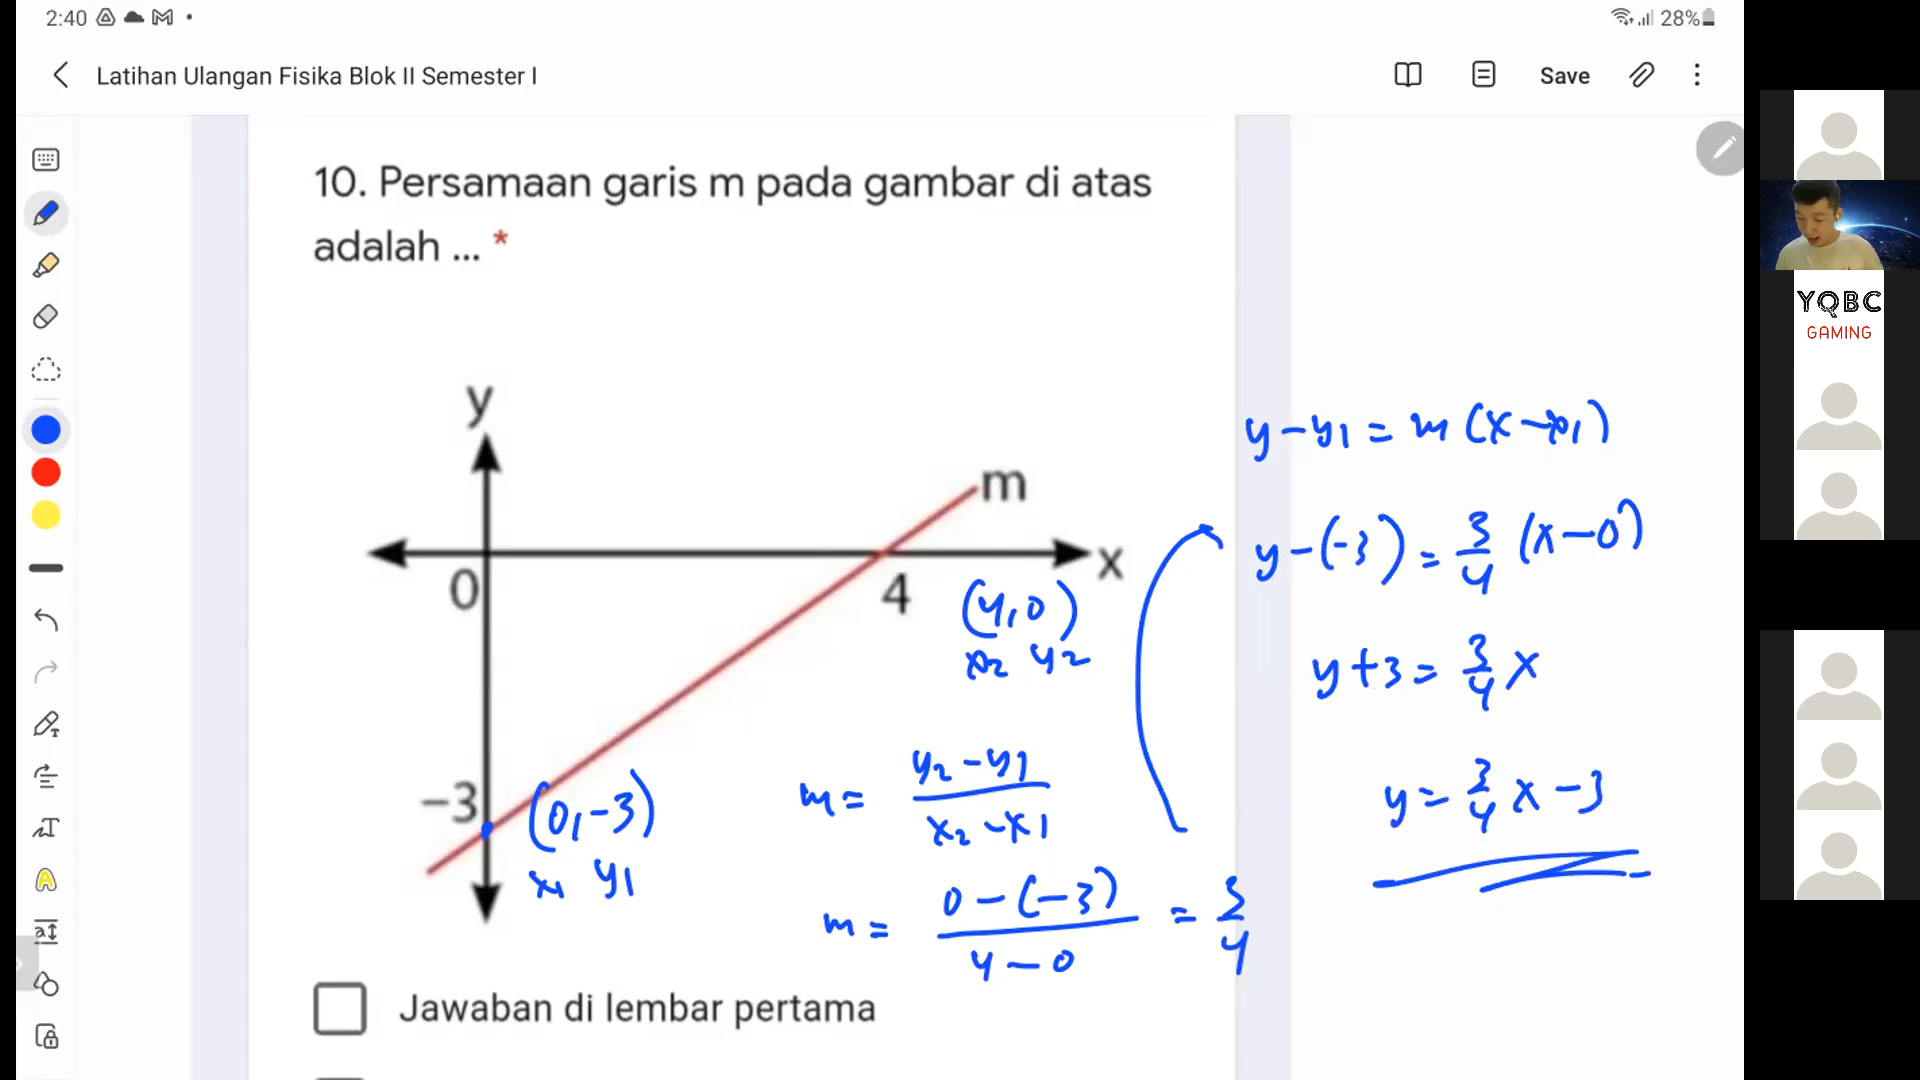 2:40
28%
Latihan Ulangan Fisika Blok II Semester I
Save
10. Persamaan garis m pada gambar di atas
adalah ... *
y
m
x
0
4
-3
(4,0)
x2 y2
(0,-3)
x1 y1
m = y2-y1 / x2-x1
m = 0-(-3) / 4-0 = 3/4
y-y1 = m(x-x1)
y-(-3) = 3/4 (x-0)
y+3 = 3/4 x
y = 3/4 x - 3
Jawaban di lembar pertama
YQBC
GAMING